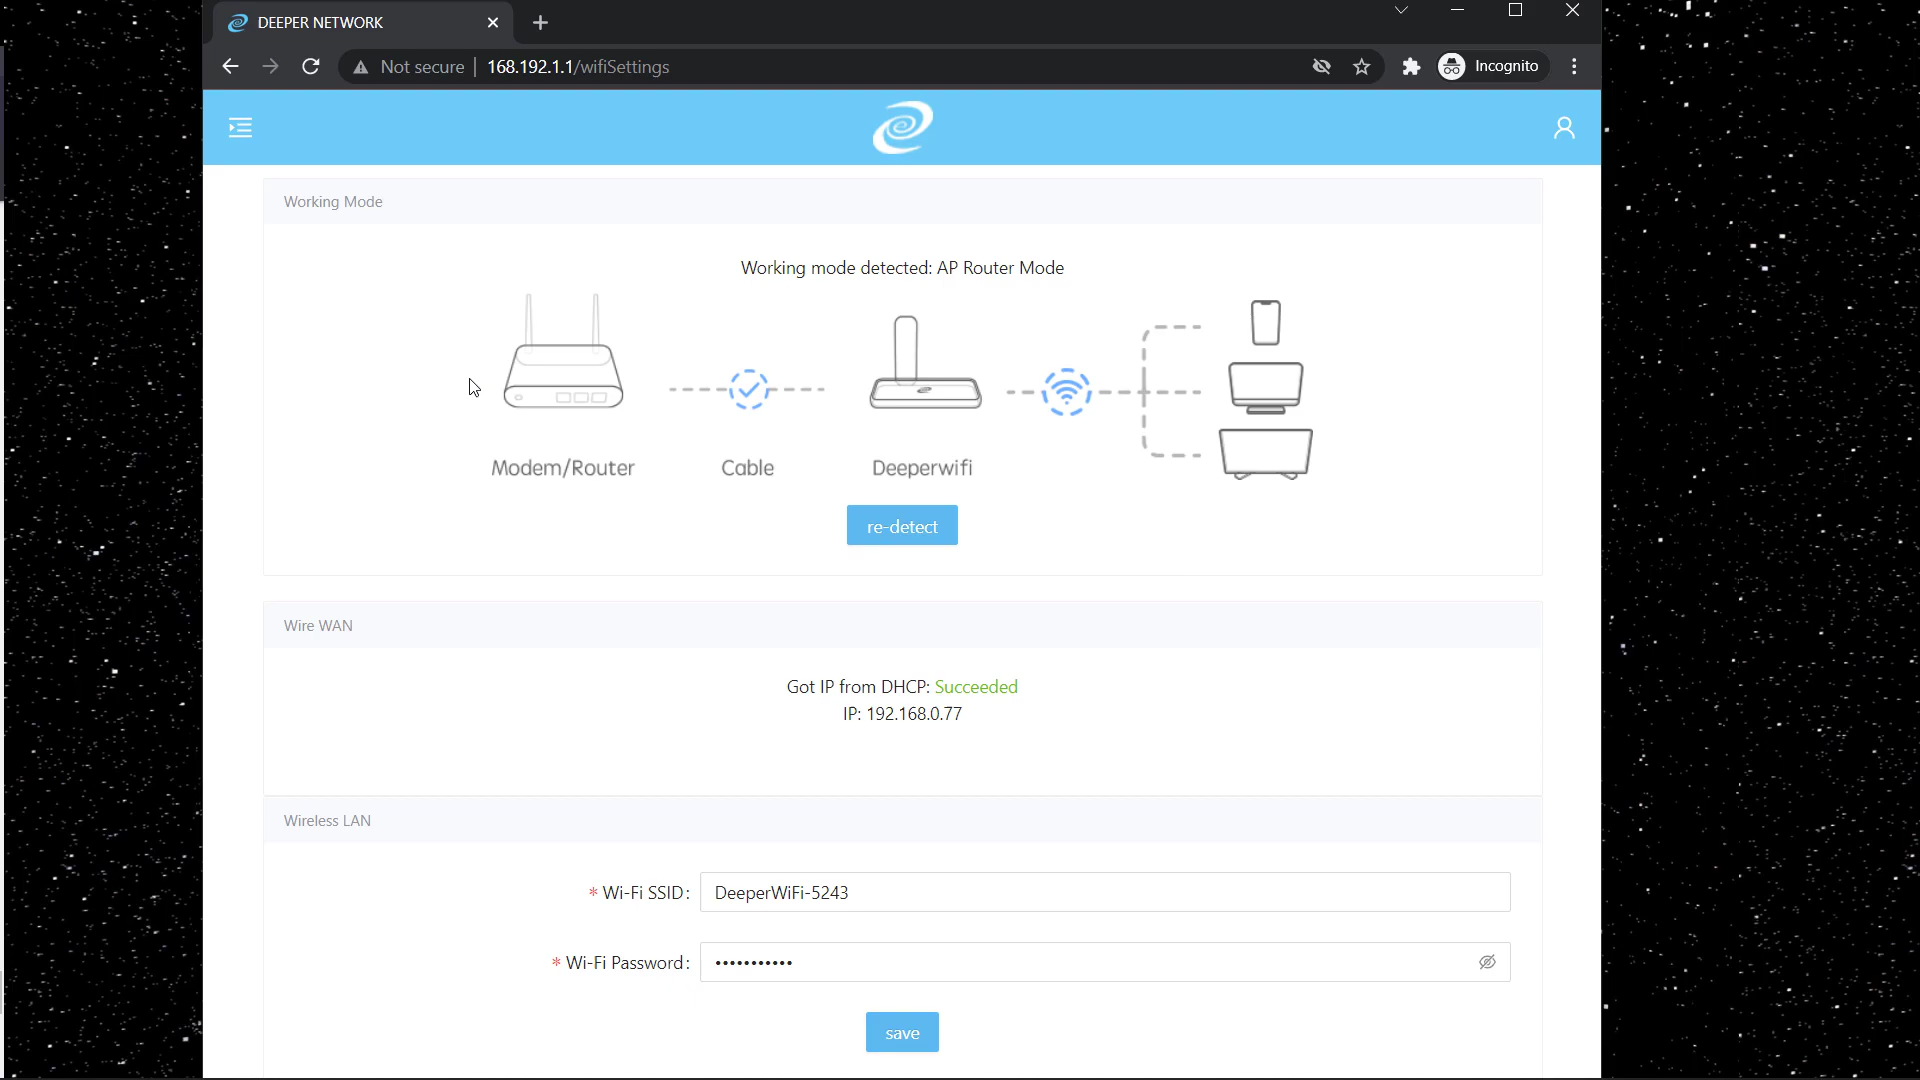 DEEPER NETWORK
Not secure | 168.192.1.1/wifiSettings
Incognito
Working Mode
Working mode detected: AP Router Mode
Modem/Router Cable Deeperwifi
re-detect
Wire WAN
Got IP from DHCP: Succeeded
IP: 192.168.0.77
Wireless LAN
* Wi-Fi SSID: DeeperWiFi-5243
* Wi-Fi Password: •••••••••••
save